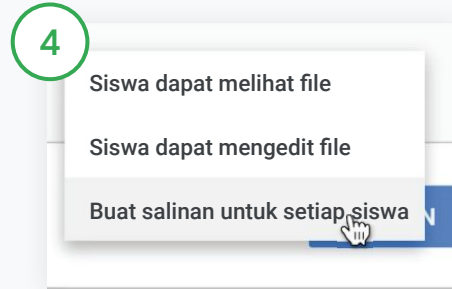 4
Siswa dapat melihat file
Siswa dapat mengedit file
Buat salinan untuk setiap siswa
N